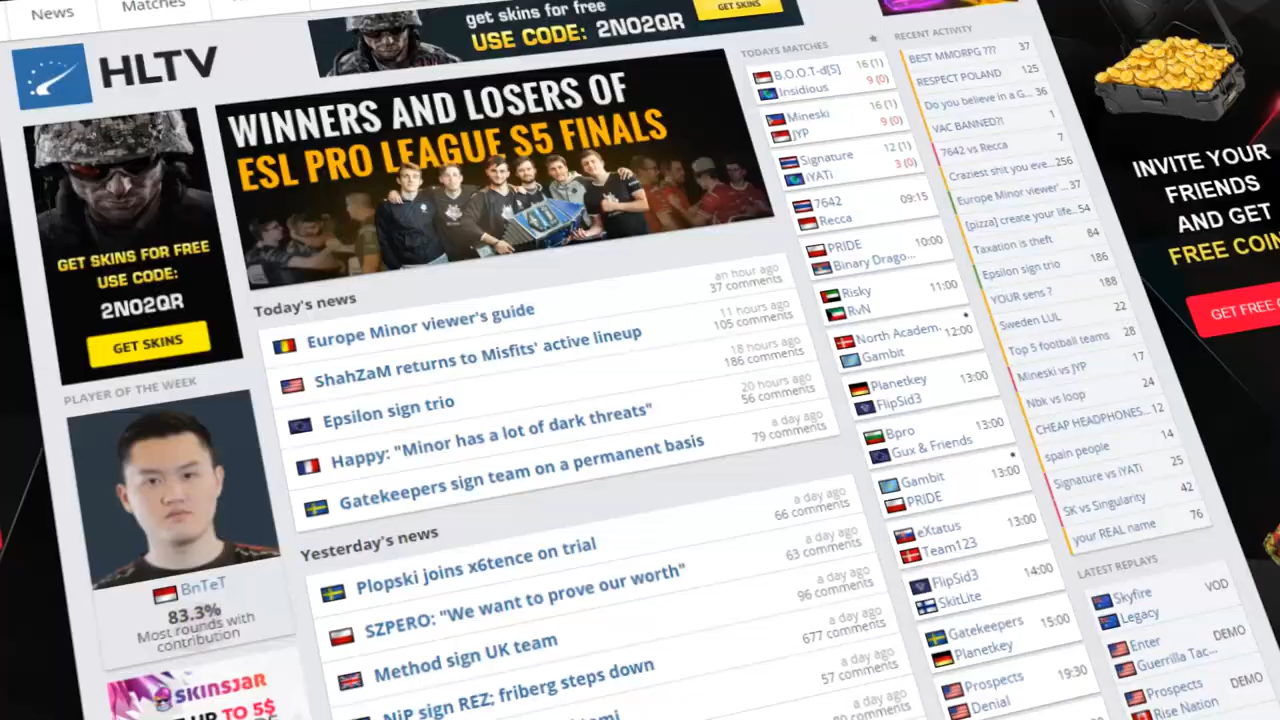 News
Matches
HLTV
get skins for free
USE CODE: 2NO2QR
GET SKINS
GET SKINS FOR FREE
USE CODE:
2NO2QR
GET SKINS
PLAYER OF THE WEEK
BnTeT
83.3%
Most rounds with
contribution
SKINSJAR
UP TO 5$
WINNERS AND LOSERS OF
ESL PRO LEAGUE S5 FINALS
Today's news
Europe Minor viewer's guide
an hour ago
37 comments
ShahZaM returns to Misfits' active lineup
11 hours ago
105 comments
Epsilon sign trio
18 hours ago
186 comments
Happy: "Minor has a lot of dark threats"
20 hours ago
56 comments
Gatekeepers sign team on a permanent basis
a day ago
79 comments
Yesterday's news
Plopski joins x6tence on trial
a day ago
66 comments
SZPERO: "We want to prove our worth"
a day ago
63 comments
Method sign UK team
a day ago
96 comments
NiP sign REZ; friberg steps down
a day ago
677 comments
a day ago
57 comments
a day ago
TODAYS MATCHES
B.O.O.T-d[S] 16 (1)
Insidious 9 (0)
Mineski 16 (1)
JYP 9 (0)
Signature 12 (1)
iYATi 3 (0)
7642
Recca
09:15
PRIDE
Binary Drago...
10:00
Risky
RvN
11:00
North Academ.
Gambit
12:00
Planetkey
FlipSid3
13:00
Bpro
Gux & Friends
13:00
Gambit
PRIDE
13:00
eXtatus
Team123
13:00
FlipSid3
SkitLite
14:00
Gatekeepers
Planetkey
15:00
Prospects
Denial
19:30
RECENT ACTIVITY
BEST MMORPG ??? 37
RESPECT POLAND 125
Do you believe in a G... 36
VAC BANNED?! 1
7642 vs Recca 7
Craziest shit you eve... 256
Europe Minor viewer'... 37
[pizza] create your life... 54
Taxation is theft 84
Epsilon sign trio 186
YOUR sens ? 188
Sweden LUL 22
Top 5 football teams 28
Mineski vs JYP 17
Nbk vs loop 24
CHEAP HEADPHONES... 12
spain people 14
Signature vs iYATi 25
SK vs Singularity 42
your REAL name 76
LATEST REPLAYS
Skyfire
Legacy
VOD
Enter
Guerrilla Tac...
DEMO
Prospects
Rise Nation
DEMO
INVITE YOUR
FRIENDS
AND GET
FREE COIN
GET FREE